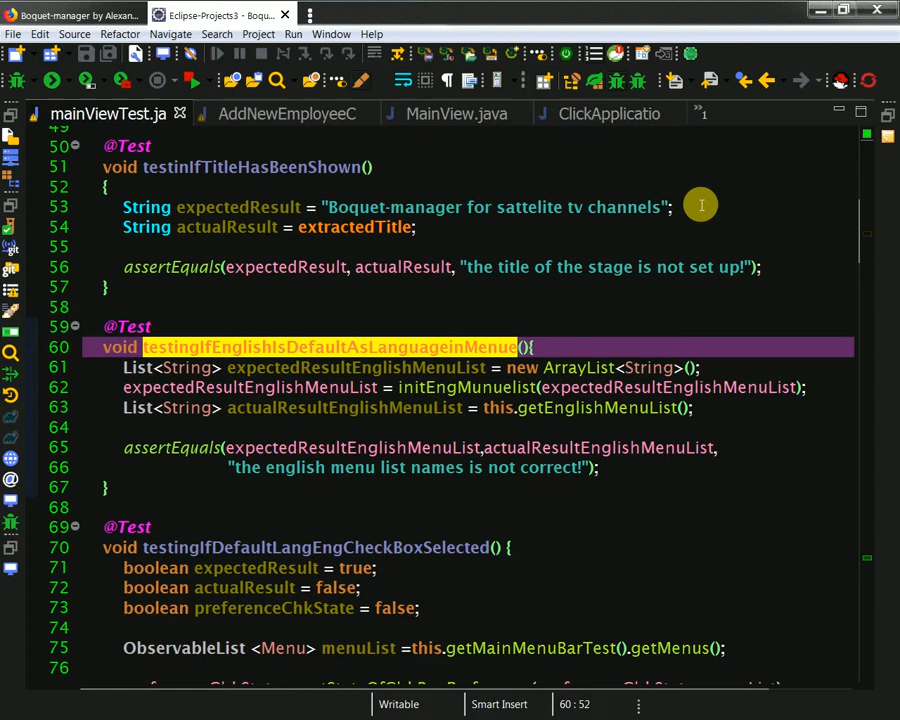 Boquet-manager by Alexan
Eclipse-Projects3 - Boqu...
File Edit Source Refactor Navigate Search Project Run Window Help
mainViewTest.ja
AddNewEmployeeC
MainView.java
ClickApplicatio
»1
49
50 @Test
51 void testinIfTitleHasBeenShown()
52 {
53 String expectedResult = "Boquet-manager for sattelite tv channels";
54 String actualResult = extractedTitle;
55
56 assertEquals(expectedResult, actualResult, "the title of the stage is not set up!");
57 }
58
59 @Test
60 void testingIfEnglishIsDefaultAsLanguageinMenue(){
61 List<String> expectedResultEnglishMenuList = new ArrayList<String>();
62 expectedResultEnglishMenuList = initEngMunuelist(expectedResultEnglishMenuList);
63 List<String> actualResultEnglishMenuList = this.getEnglishMenuList();
64
65 assertEquals(expectedResultEnglishMenuList,actualResultEnglishMenuList,
66 "the english menu list names is not correct!");
67 }
68
69 @Test
70 void testingIfDefaultLangEngCheckBoxSelected() {
71 boolean expectedResult = true;
72 boolean actualResult = false;
73 boolean preferenceChkState = false;
74
75 ObservableList <Menu> menuList =this.getMainMenuBarTest().getMenus();
76
Writable Smart Insert 60 : 52